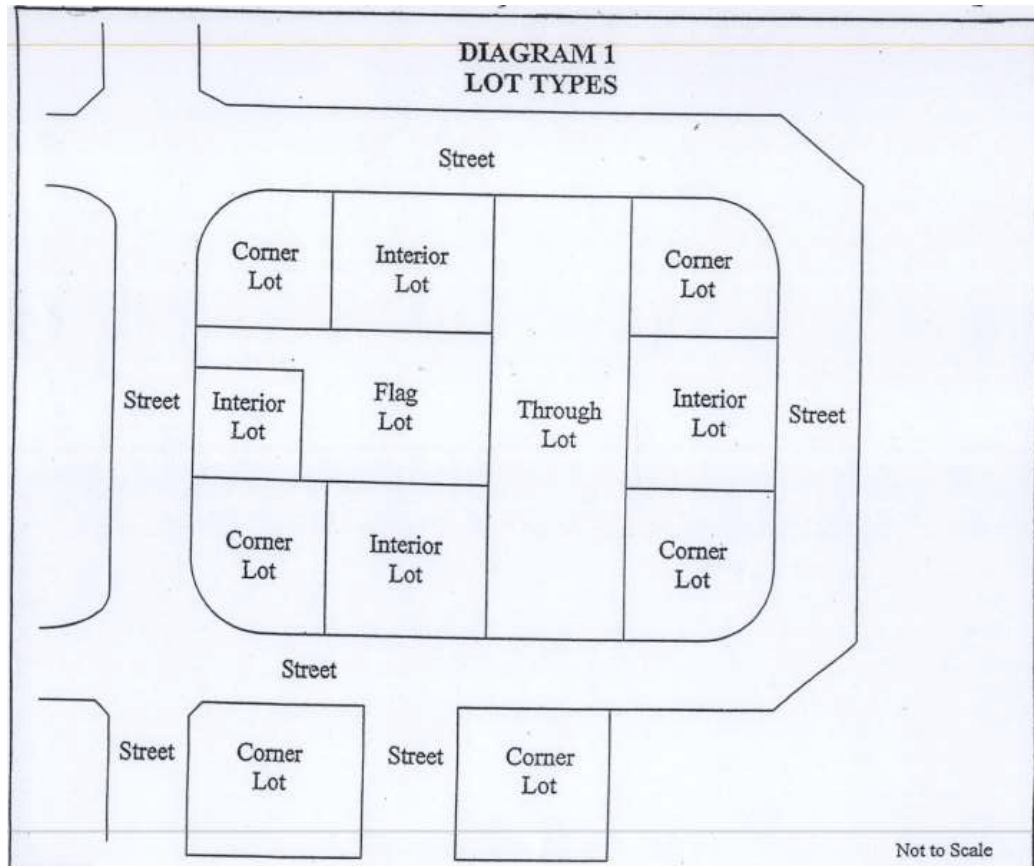 DIAGRAM 1
LOT TYPES
Street
Corner
Lot
Interior
Lot
Corner
Lot
Street
Interior
Lot
Flag
Lot
Through
Lot
Interior
Lot
Street
Corner
Lot
Interior
Lot
Corner
Lot
Street
Street
Corner
Lot
Street
Corner
Lot
Not to Scale